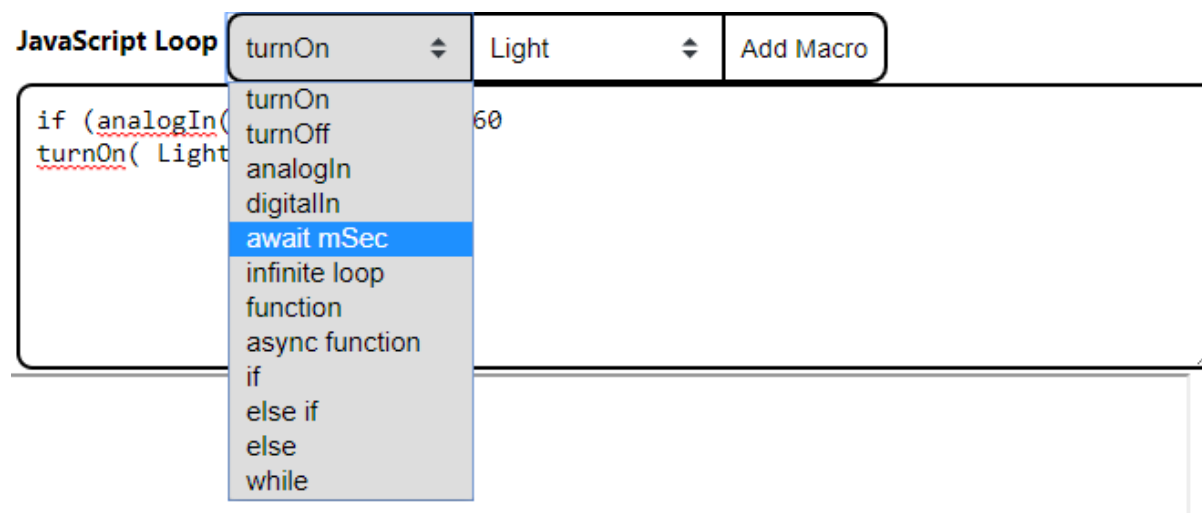 JavaScript Loop turnOn Light Add Macro
if (analogIn( 60
turnOn( Light
turnOn
turnOff
analogIn
digitalIn
await mSec
infinite loop
function
async function
if
else if
else
while